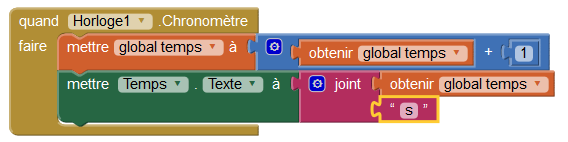 quand Horloge1 .Chronomètre
faire mettre global temps à obtenir global temps + 1
mettre Temps . Texte à joint obtenir global temps
" s "